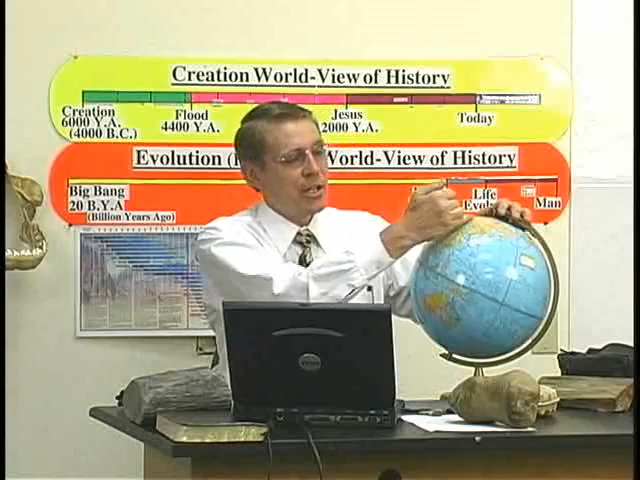 Creation World-View of History
Creation
6000 Y.A.
(4000 B.C.)
Flood
4400 Y.A.
Jesus
2000 Y.A.
Today
Evolution World-View of History
Big Bang
20 B.Y.A
(Billion Years Ago)
Life
Man